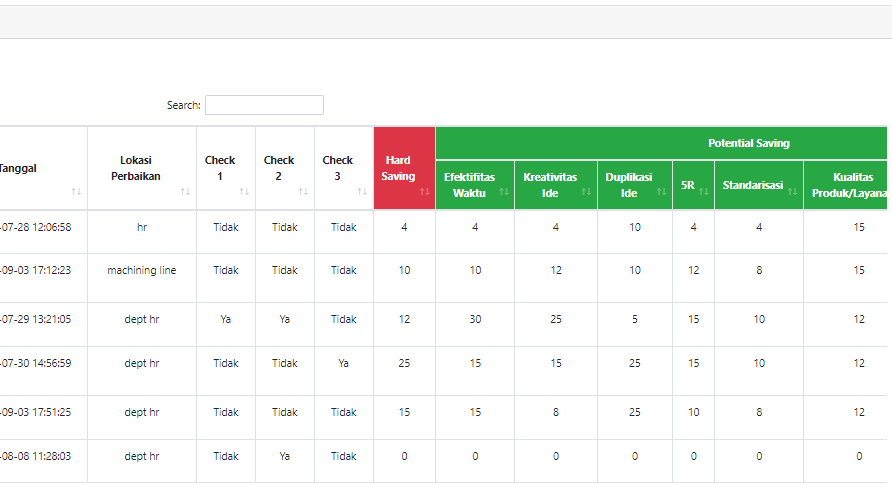 Search:
Potential Saving
Tanggal Lokasi Perbaikan Check 1 Check 2 Check 3 Hard Saving Efektifitas Waktu Kreativitas Ide Duplikasi Ide 5R Standarisasi Kualitas Produk/Layana
-07-28 12:06:58 hr Tidak Tidak Tidak 4 4 4 10 4 4 15
-09-03 17:12:23 machining line Tidak Tidak Tidak 10 10 12 10 12 8 15
-07-29 13:21:05 dept hr Ya Ya Tidak 12 30 25 5 15 10 12
-07-30 14:56:59 dept hr Tidak Tidak Ya 25 15 15 25 15 10 12
-09-03 17:51:25 dept hr Tidak Tidak Tidak 15 15 8 25 10 8 12
-08-08 11:28:03 dept hr Tidak Ya Tidak 0 0 0 0 0 0 0